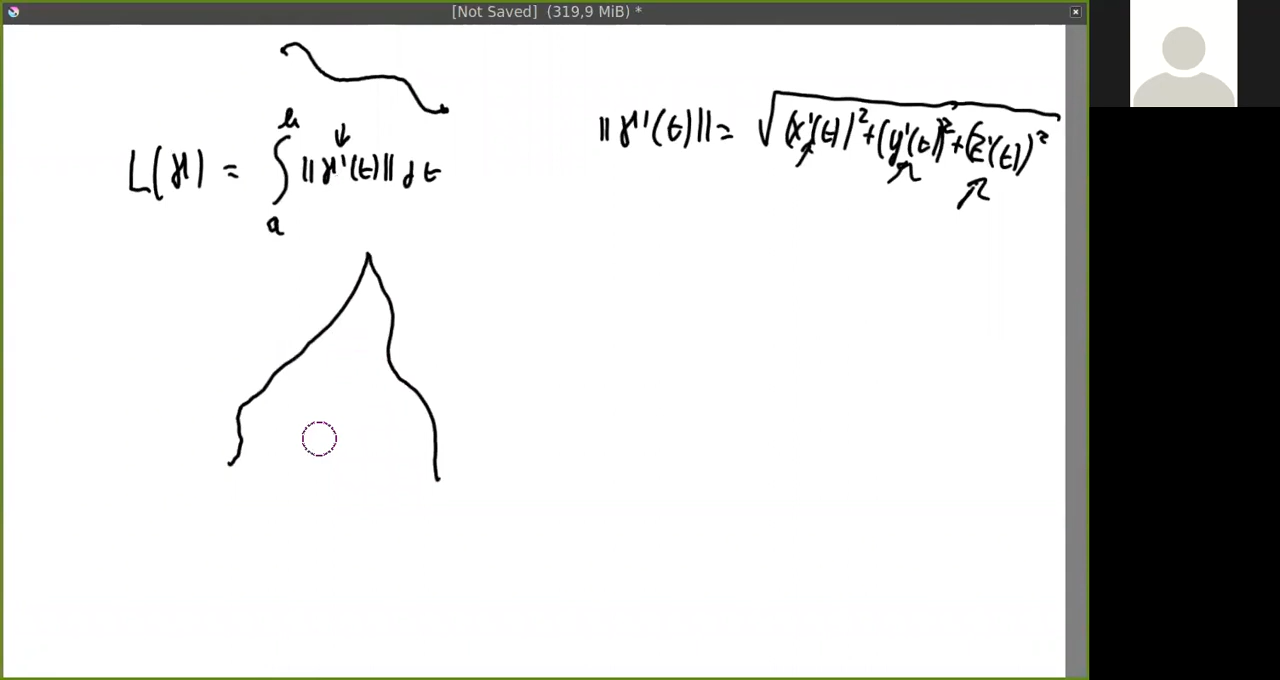 [Not Saved] (319,9 MiB) *
L(γ) = ∫ₐᵇ ||γ'(t)|| dt
||γ'(t)|| = √((x'(t))²+(y'(t))²+(z'(t))²